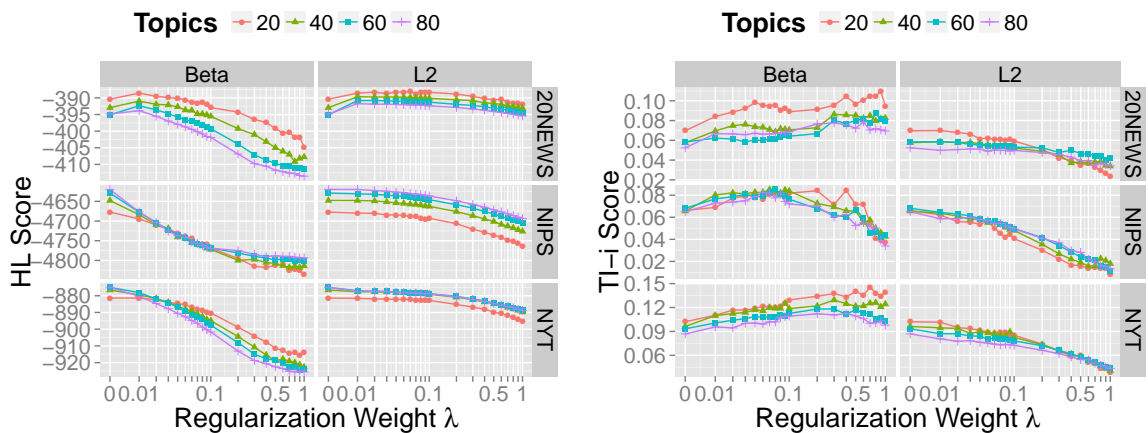 Topics 20 40 60 80
Beta L2
−390
−395
−400
−405
−410
20NEWS
−4650
−4700
−4750
−4800
NIPS
−880
−890
−900
−910
−920
NYT
HL Score
0 0.01 0.1 0.5 1 0 0.01 0.1 0.5 1
Regularization Weight λ
Topics 20 40 60 80
Beta L2
0.10
0.08
0.06
0.04
0.02
20NEWS
0.08
0.06
0.04
0.02
NIPS
0.15
0.12
0.09
0.06
NYT
TI−i Score
0 0.01 0.1 0.5 1 0 0.01 0.1 0.5 1
Regularization Weight λ